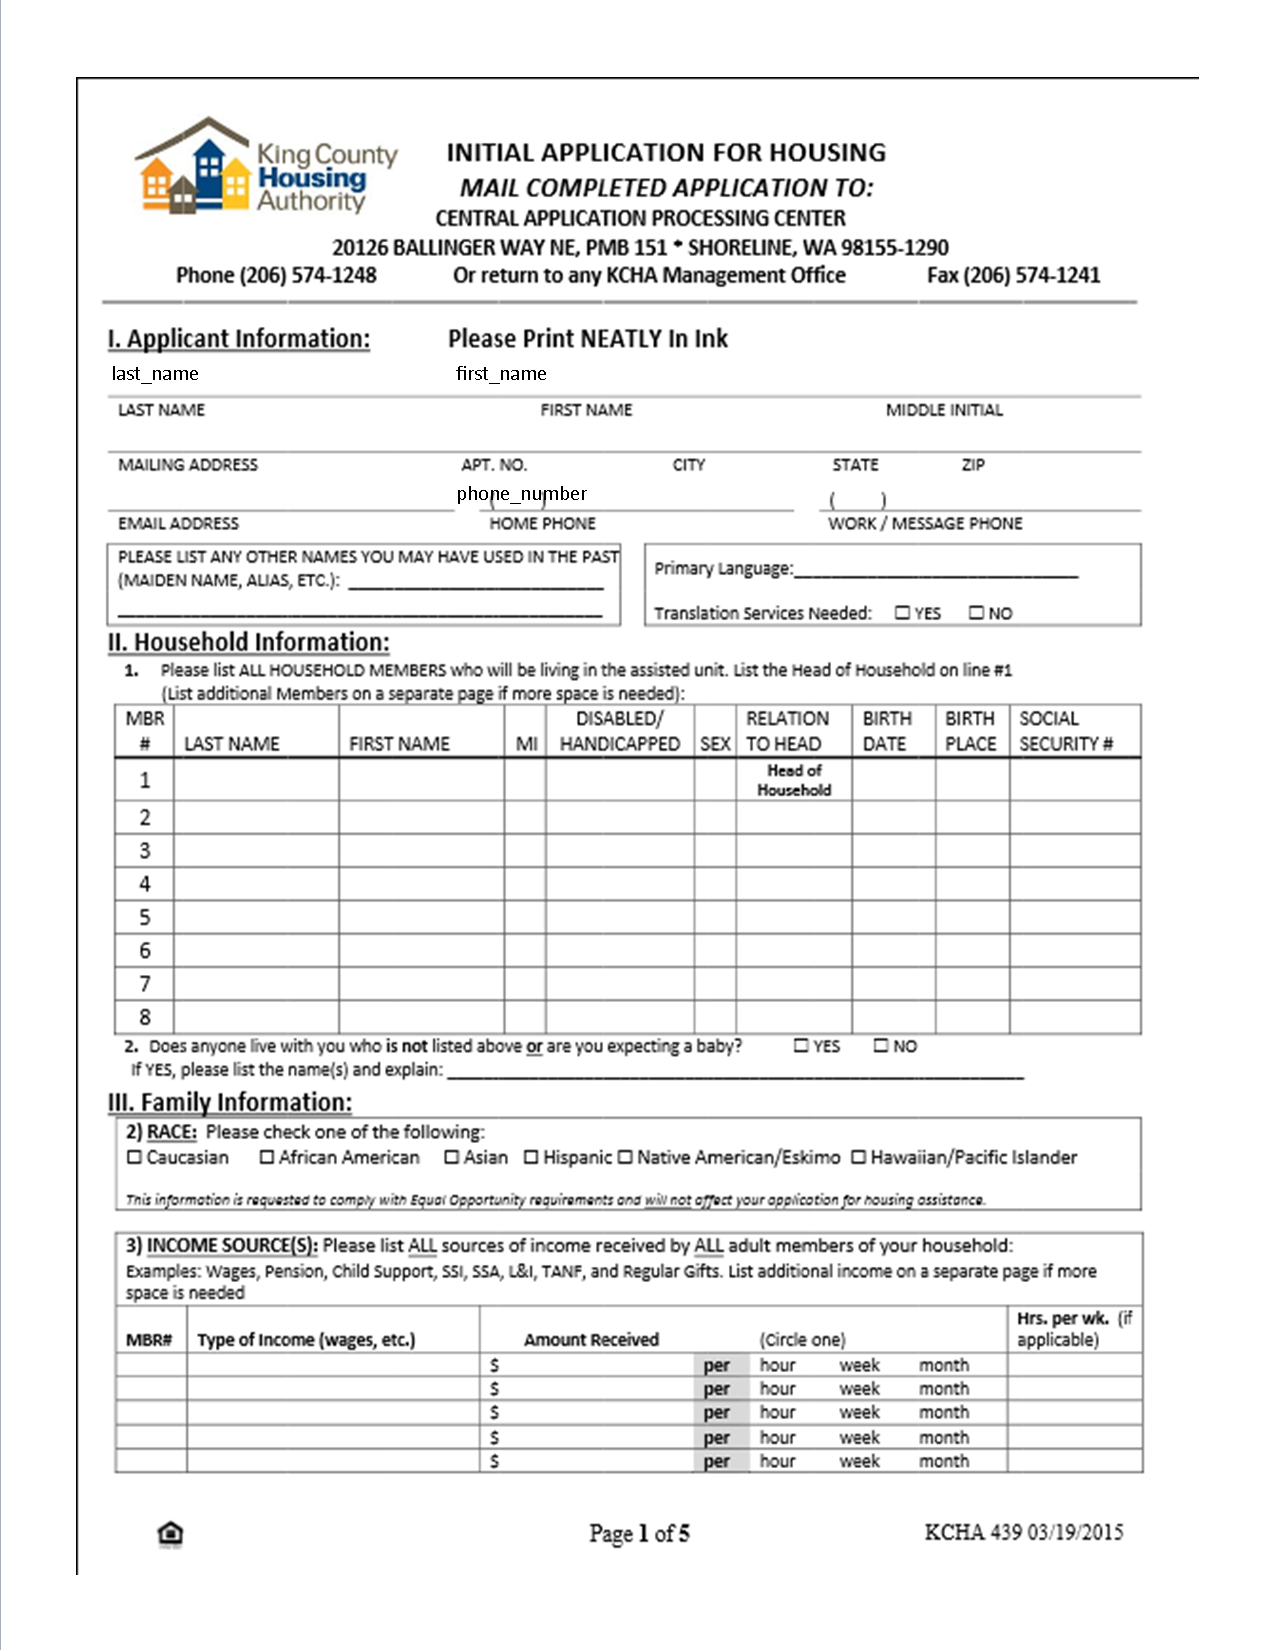 King County
Housing
Authority
INITIAL APPLICATION FOR HOUSING
MAIL COMPLETED APPLICATION TO:
CENTRAL APPLICATION PROCESSING CENTER
20126 BALLINGER WAY NE, PMB 151 * SHORELINE, WA 98155-1290
Phone (206) 574-1248 Or return to any KCHA Management Office Fax (206) 574-1241
I. Applicant Information: Please Print NEATLY In Ink
last_name first_name
LAST NAME FIRST NAME MIDDLE INITIAL
MAILING ADDRESS APT. NO. CITY STATE ZIP
phone_number ( ) ( )
EMAIL ADDRESS HOME PHONE WORK / MESSAGE PHONE
PLEASE LIST ANY OTHER NAMES YOU MAY HAVE USED IN THE PAST
(MAIDEN NAME, ALIAS, ETC.): ____________________
Primary Language:____________________
Translation Services Needed: ☐ YES ☐ NO
II. Household Information:
1. Please list ALL HOUSEHOLD MEMBERS who will be living in the assisted unit. List the Head of Household on line #1
(List additional Members on a separate page if more space is needed):
MBR # LAST NAME FIRST NAME MI DISABLED/ HANDICAPPED SEX RELATION TO HEAD BIRTH DATE BIRTH PLACE SOCIAL SECURITY #
1 Head of Household
2
3
4
5
6
7
8
2. Does anyone live with you who is not listed above or are you expecting a baby? ☐ YES ☐ NO
If YES, please list the name(s) and explain: ____________________
III. Family Information:
2) RACE: Please check one of the following:
☐ Caucasian ☐ African American ☐ Asian ☐ Hispanic ☐ Native American/Eskimo ☐ Hawaiian/Pacific Islander
This information is requested to comply with Equal Opportunity requirements and will not affect your application for housing assistance.
3) INCOME SOURCE(S): Please list ALL sources of income received by ALL adult members of your household:
Examples: Wages, Pension, Child Support, SSI, SSA, L&I, TANF, and Regular Gifts. List additional income on a separate page if more
space is needed
MBR# Type of Income (wages, etc.) Amount Received (Circle one) Hrs. per wk. (if applicable)
$ per hour week month
$ per hour week month
$ per hour week month
$ per hour week month
$ per hour week month
Page 1 of 5 KCHA 439 03/19/2015